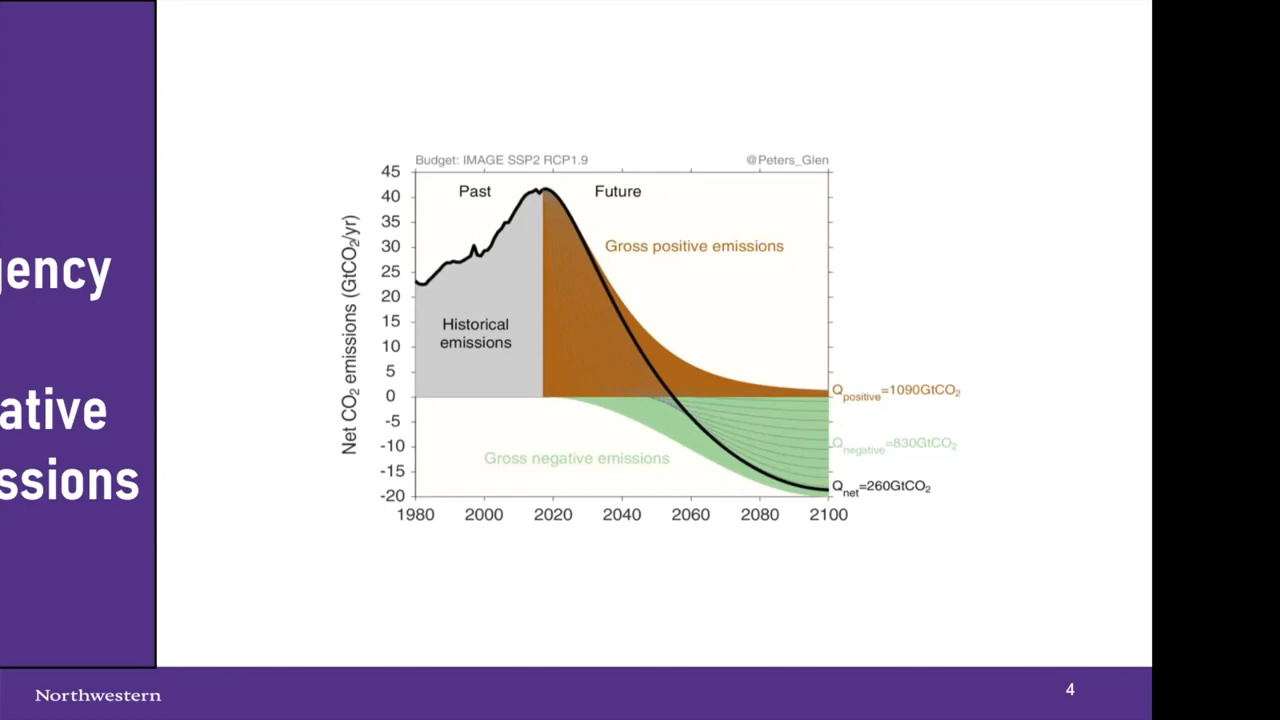 gency
ative
ssions
Budget: IMAGE SSP2 RCP1.9
@Peters_Glen
Net CO2 emissions (GtCO2/yr)
45
40
35
30
25
20
15
10
5
0
-5
-10
-15
-20
Past
Future
Gross positive emissions
Historical
emissions
Gross negative emissions
Qpositive=1090GtCO2
Qnegative=830GtCO2
Qnet=260GtCO2
1980
2000
2020
2040
2060
2080
2100
Northwestern
4